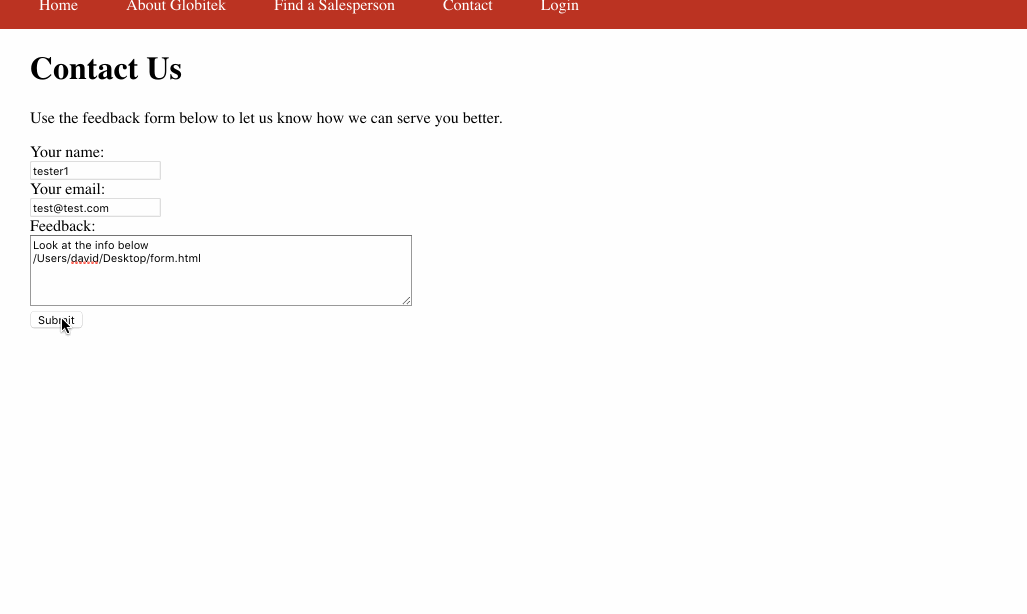 Home About Globitek Find a Salesperson Contact Login
Contact Us
Use the feedback form below to let us know how we can serve you better.
Your name:
tester1
Your email:
test@test.com
Feedback:
Look at the info below
/Users/david/Desktop/form.html
Submit